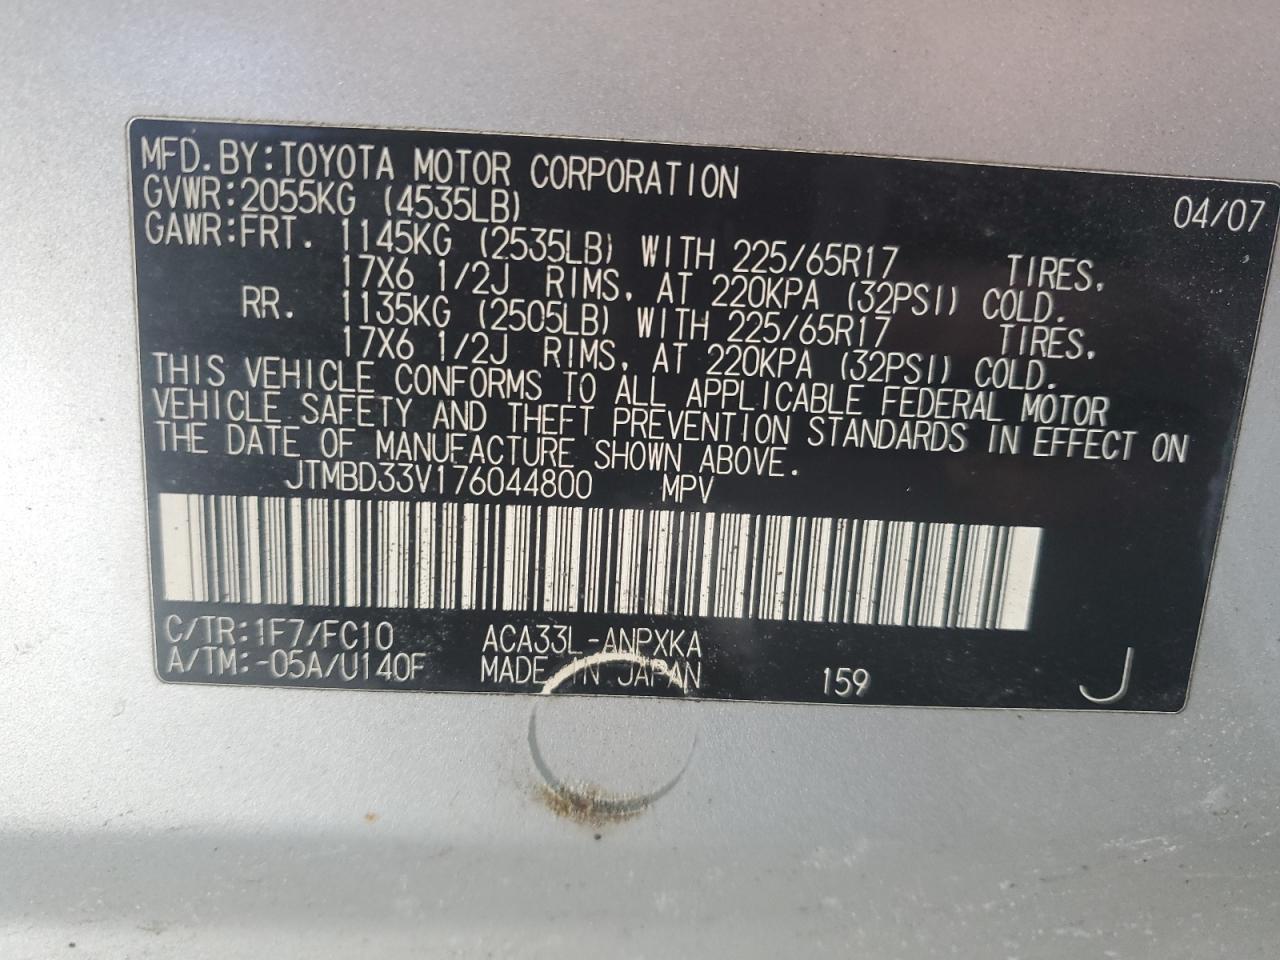 MFD.BY:TOYOTA MOTOR CORPORATION 04/07
GVWR:2055KG (4535LB)
GAWR:FRT. 1145KG (2535LB) WITH 225/65R17 TIRES,
17X6 1/2J RIMS, AT 220KPA (32PSI) COLD.
RR. 1135KG (2505LB) WITH 225/65R17 TIRES,
17X6 1/2J RIMS, AT 220KPA (32PSI) COLD.
THIS VEHICLE CONFORMS TO ALL APPLICABLE FEDERAL MOTOR
VEHICLE SAFETY AND THEFT PREVENTION STANDARDS IN EFFECT ON
THE DATE OF MANUFACTURE SHOWN ABOVE.
JTMBD33V176044800 MPV
C/TR:1F7/FC10 ACA33L-ANPXKA
A/TM:-05A/U140F MADE IN JAPAN 159 J